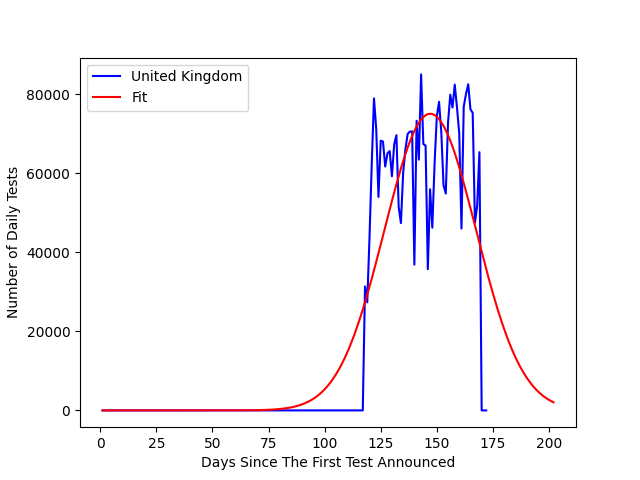 United Kingdom
Fit
Number of Daily Tests
80000
60000
40000
20000
0
0 25 50 75 100 125 150 175 200
Days Since The First Test Announced